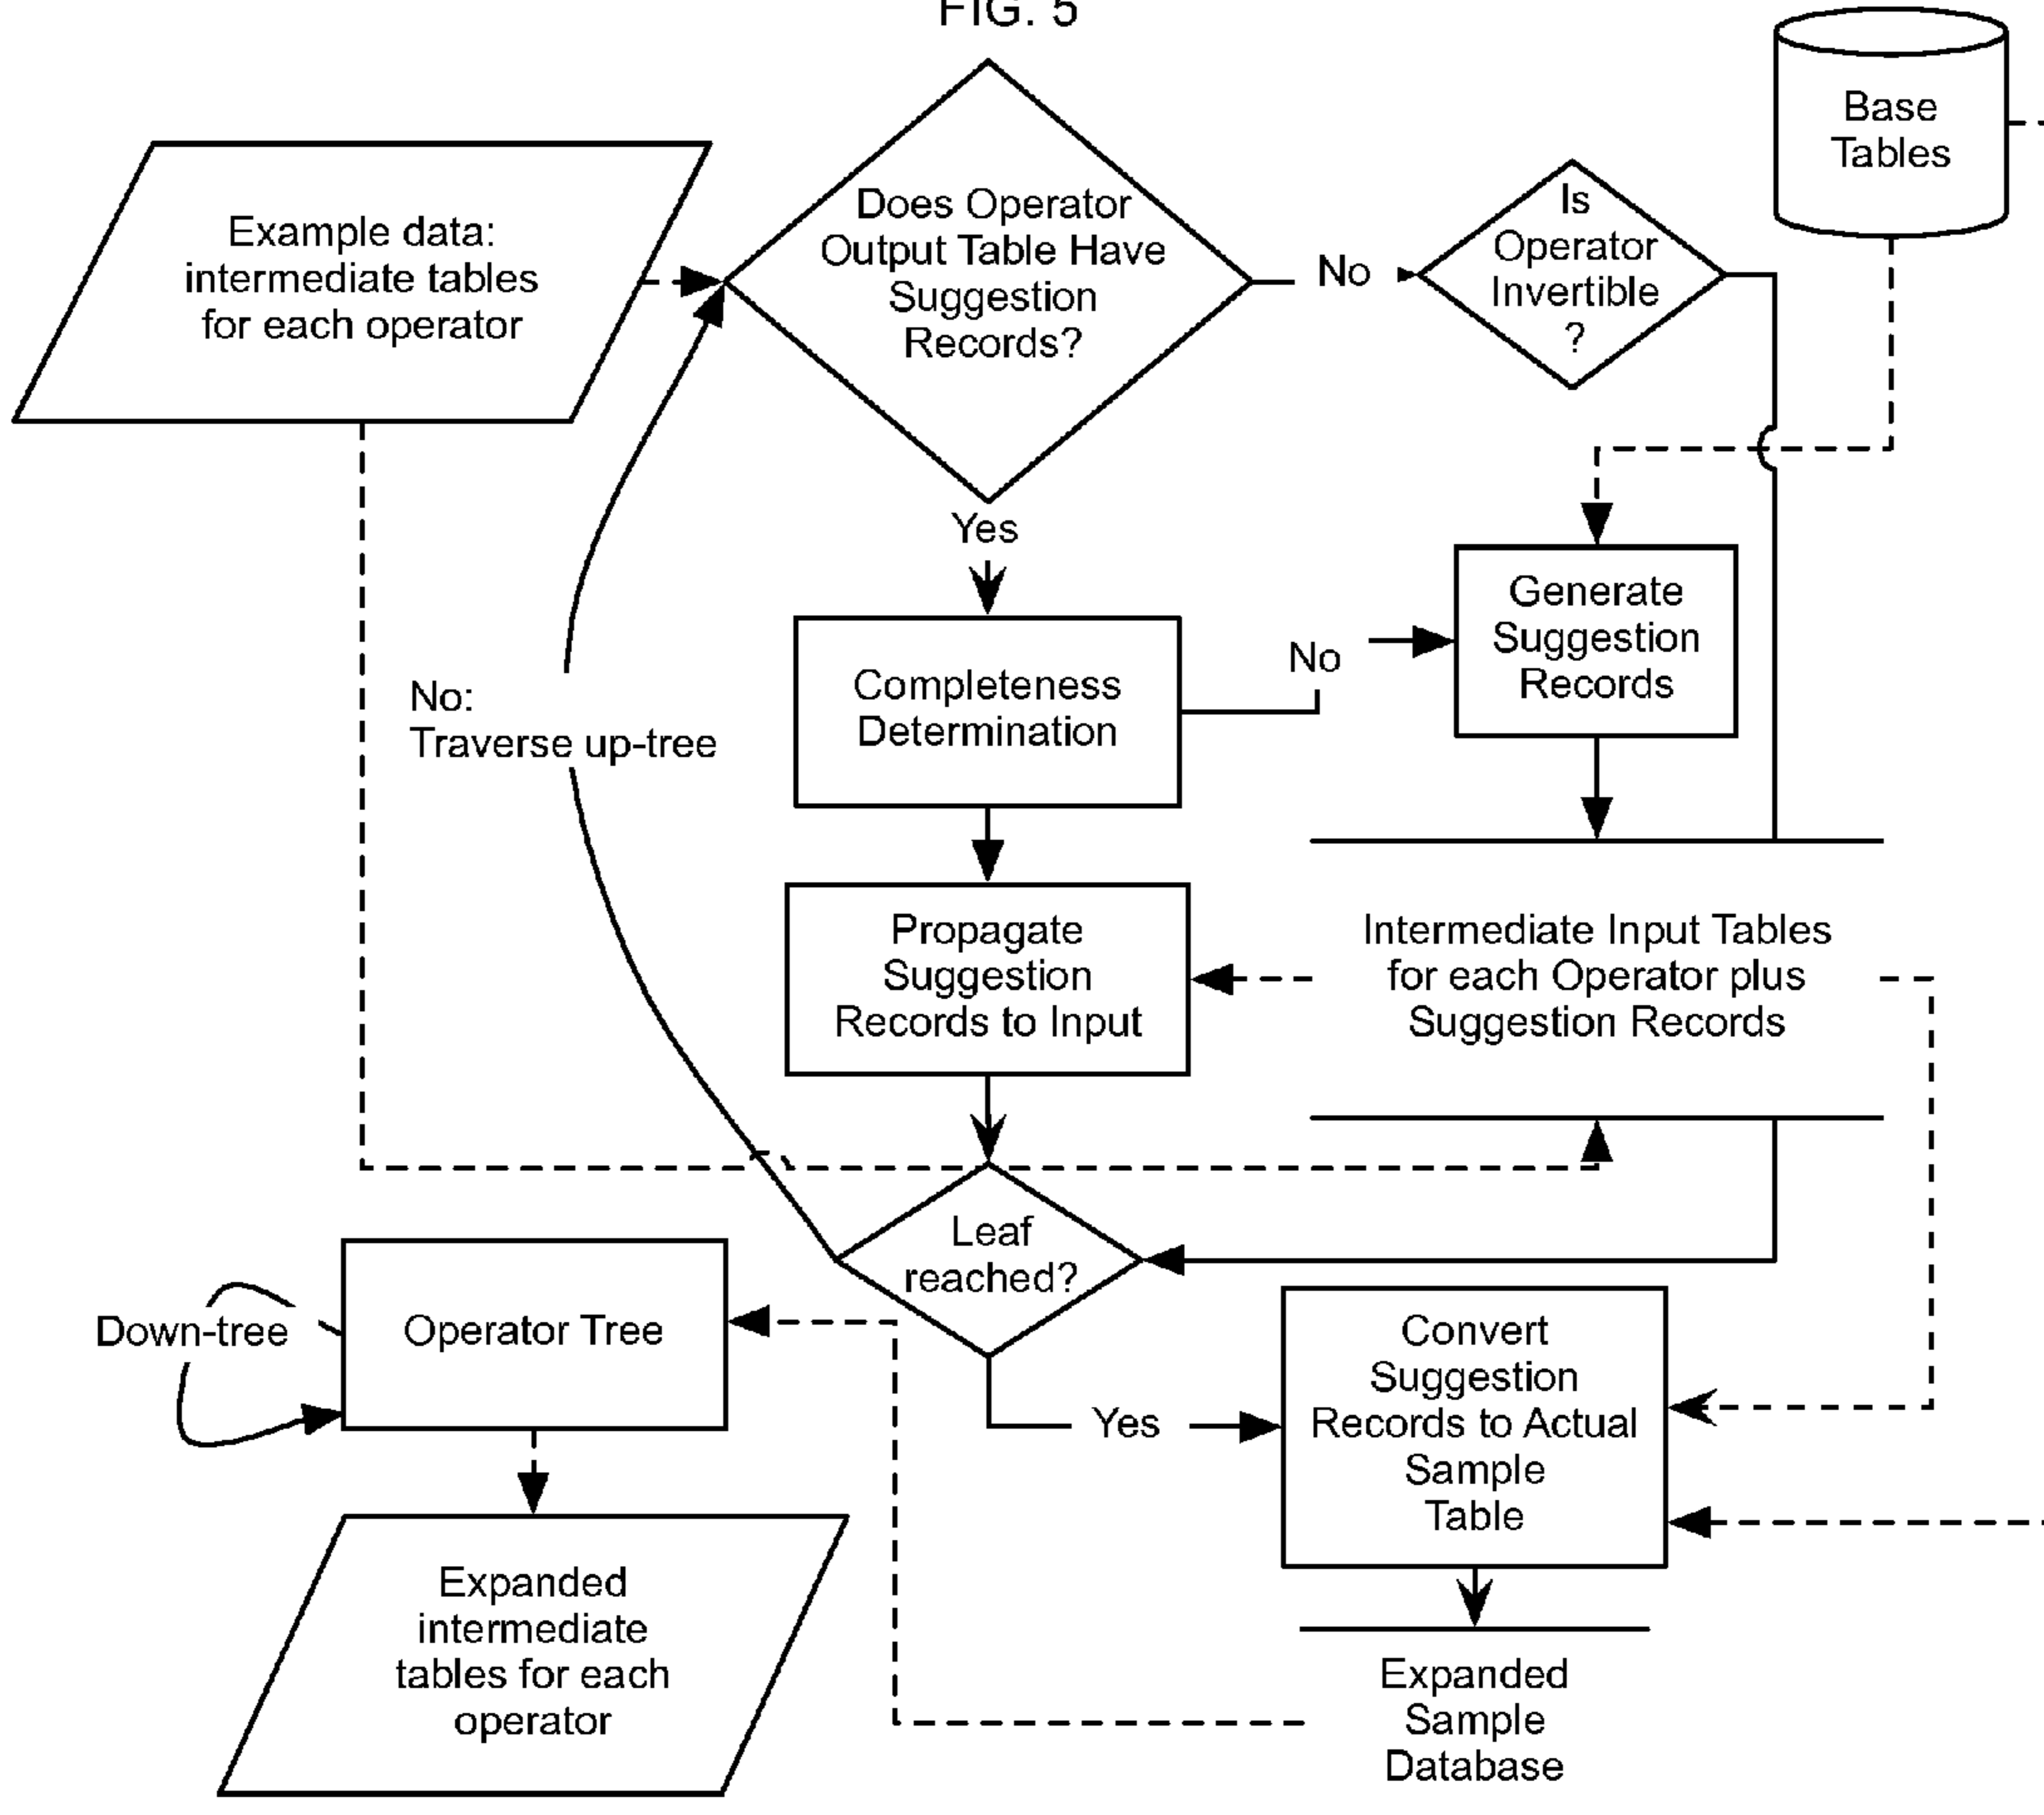 FIG. 5
Base
Tables
Example data:
intermediate tables
for each operator
Does Operator
Output Table Have
Suggestion
Records?
No
Is
Operator
Invertible
?
Yes
Generate
Suggestion
Records
No
Completeness
Determination
No:
Traverse up-tree
Propagate
Suggestion
Records to Input
Intermediate Input Tables
for each Operator plus
Suggestion Records
Leaf
reached?
Down-tree
Operator Tree
Yes
Convert
Suggestion
Records to Actual
Sample
Table
Expanded
intermediate
tables for each
operator
Expanded
Sample
Database